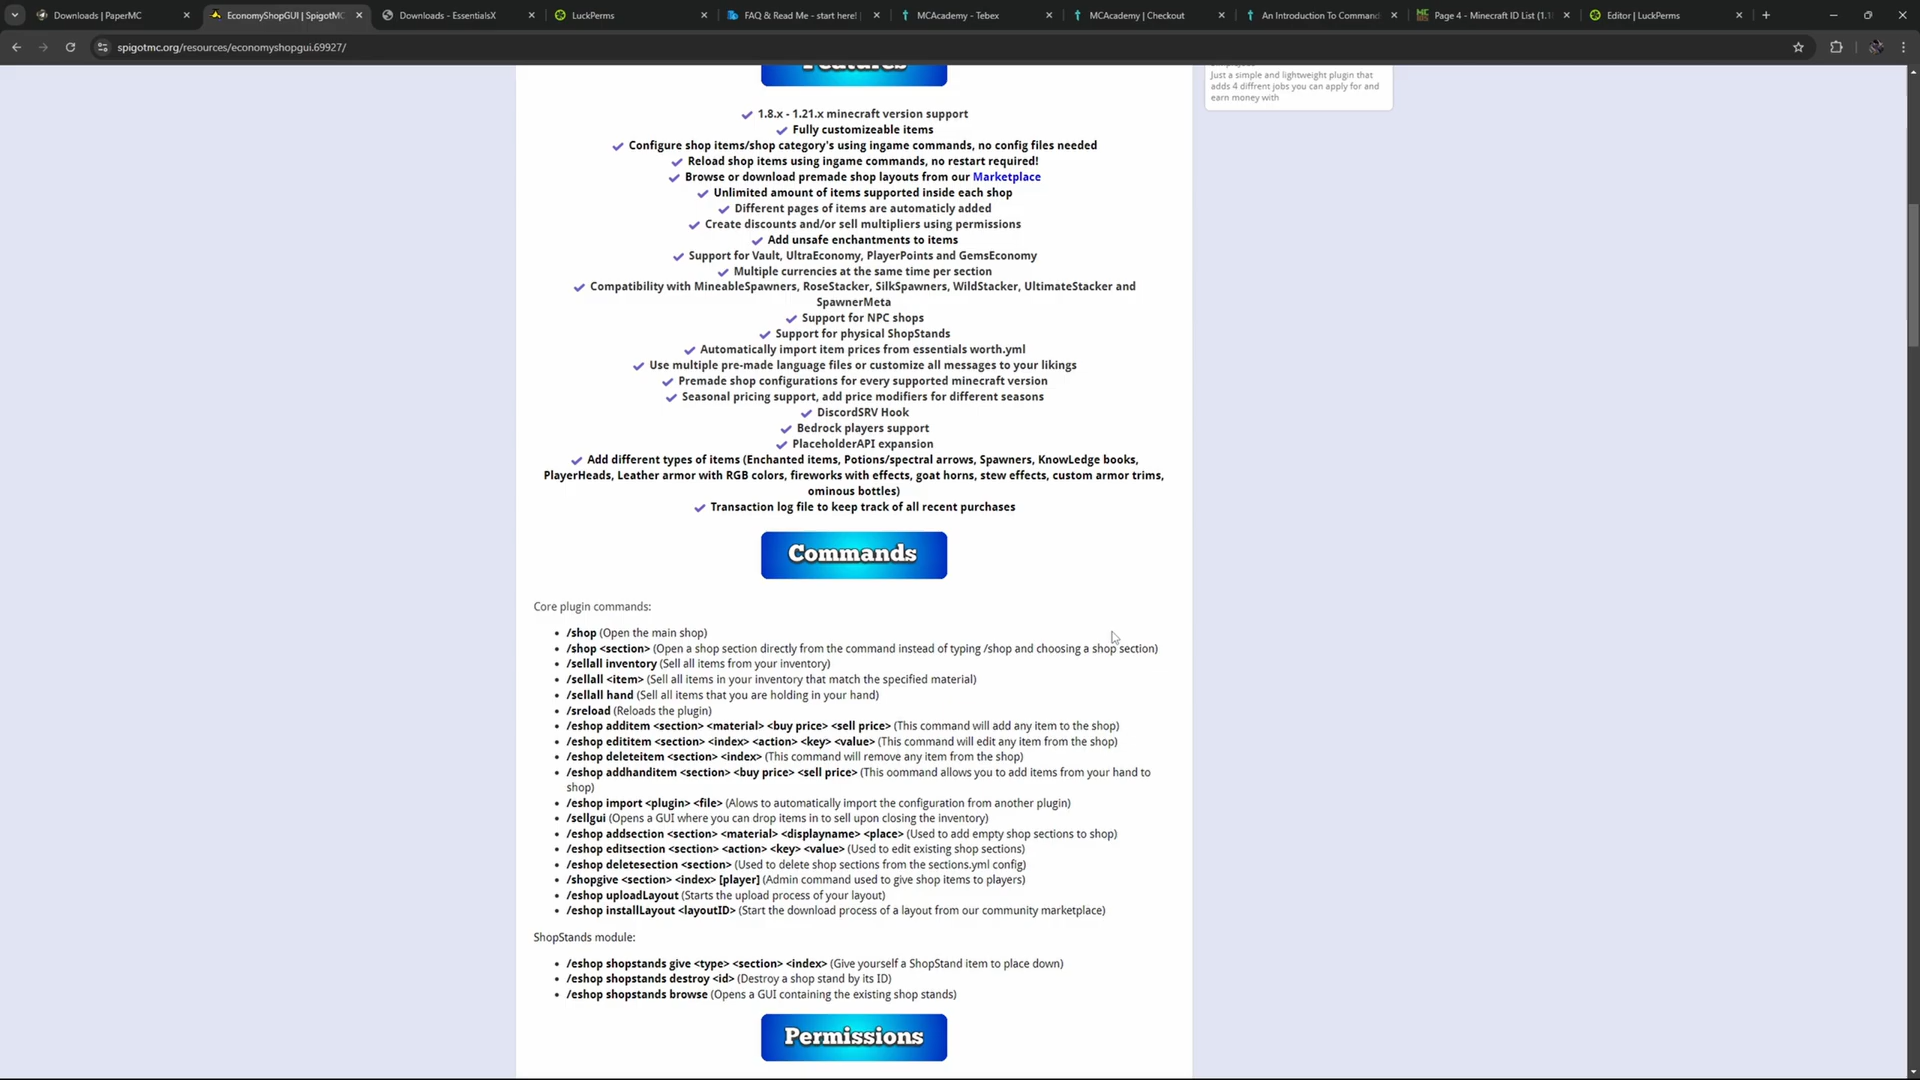 Downloads | PaperMC
EconomyShopGUI | SpigotMC
Downloads - EssentialsX
LuckPerms
FAQ & Read Me - start here!
MCAcademy - Tebex
MCAcademy | Checkout
An Introduction To Command
Page 4 - Minecraft ID List (1.1
Editor | LuckPerms
spigotmc.org/resources/economyshopgui.69927/
Features
Just a simple and lightweight plugin that
adds 4 diffrent jobs you can apply for and
earn money with
1.8.x - 1.21.x minecraft version support
Fully customizeable items
Configure shop items/shop category's using ingame commands, no config files needed
Reload shop items using ingame commands, no restart required!
Browse or download premade shop layouts from our Marketplace
Unlimited amount of items supported inside each shop
Different pages of items are automaticly added
Create discounts and/or sell multipliers using permissions
Add unsafe enchantments to items
Support for Vault, UltraEconomy, PlayerPoints and GemsEconomy
Multiple currencies at the same time per section
Compatibility with MineableSpawners, RoseStacker, SilkSpawners, WildStacker, UltimateStacker and
SpawnerMeta
Support for NPC shops
Support for physical ShopStands
Automatically import item prices from essentials worth.yml
Use multiple pre-made language files or customize all messages to your likings
Premade shop configurations for every supported minecraft version
Seasonal pricing support, add price modifiers for different seasons
DiscordSRV Hook
Bedrock players support
PlaceholderAPI expansion
Add different types of items (Enchanted items, Potions/spectral arrows, Spawners, KnowLedge books,
PlayerHeads, Leather armor with RGB colors, fireworks with effects, goat horns, stew effects, custom armor trims,
ominous bottles)
Transaction log file to keep track of all recent purchases
Commands
Core plugin commands:
• /shop (Open the main shop)
• /shop <section> (Open a shop section directly from the command instead of typing /shop and choosing a shop section)
• /sellall inventory (Sell all items from your inventory)
• /sellall <item> (Sell all items in your inventory that match the specified material)
• /sellall hand (Sell all items that you are holding in your hand)
• /sreload (Reloads the plugin)
• /eshop additem <section> <material> <buy price> <sell price> (This command will add any item to the shop)
• /eshop edititem <section> <index> <action> <key> <value> (This command will edit any item from the shop)
• /eshop deleteitem <section> <index> (This command will remove any item from the shop)
• /eshop addhanditem <section> <buy price> <sell price> (This oommand allows you to add items from your hand to
shop)
• /eshop import <plugin> <file> (Alows to automatically import the configuration from another plugin)
• /sellgui (Opens a GUI where you can drop items in to sell upon closing the inventory)
• /eshop addsection <section> <material> <displayname> <place> (Used to add empty shop sections to shop)
• /eshop editsection <section> <action> <key> <value> (Used to edit existing shop sections)
• /eshop deletesection <section> (Used to delete shop sections from the sections.yml config)
• /shopgive <section> <index> [player] (Admin command used to give shop items to players)
• /eshop uploadLayout (Starts the upload process of your layout)
• /eshop installLayout <layoutID> (Start the download process of a layout from our community marketplace)
ShopStands module:
• /eshop shopstands give <type> <section> <index> (Give yourself a ShopStand item to place down)
• /eshop shopstands destroy <id> (Destroy a shop stand by its ID)
• /eshop shopstands browse (Opens a GUI containing the existing shop stands)
Permissions